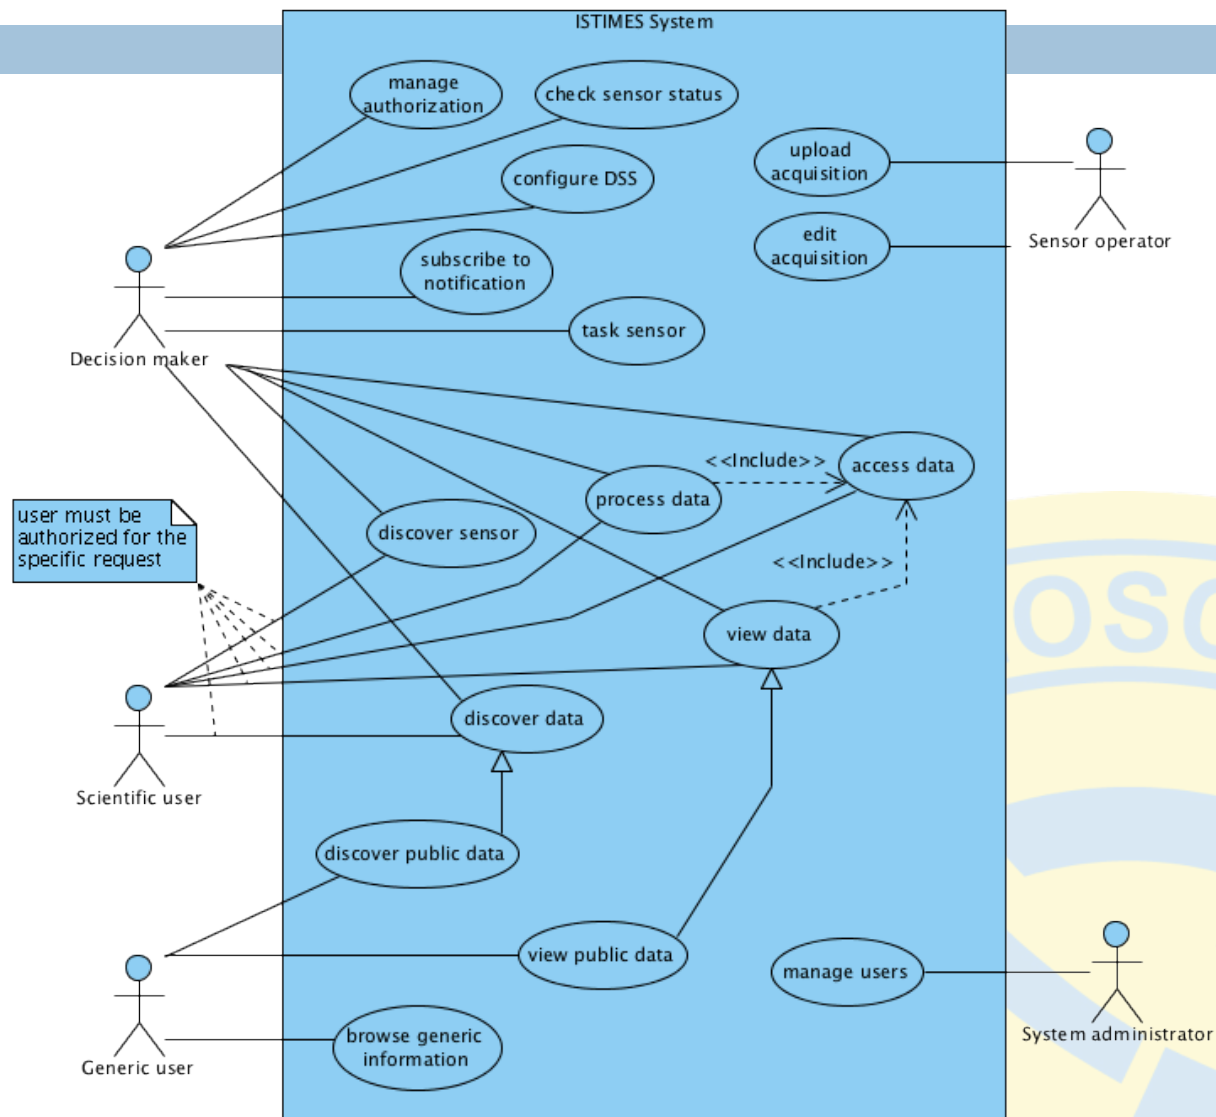 ISTIMES System
manage
authorization
check sensor status
upload
acquisition
configure DSS
edit
acquisition
Sensor operator
subscribe to
notification
task sensor
Decision maker
<<Include>>
access data
process data
user must be
authorized for the
specific request
discover sensor
<<Include>>
view data
discover data
Scientific user
discover public data
view public data
manage users
browse generic
information
System administrator
Generic user
OSC